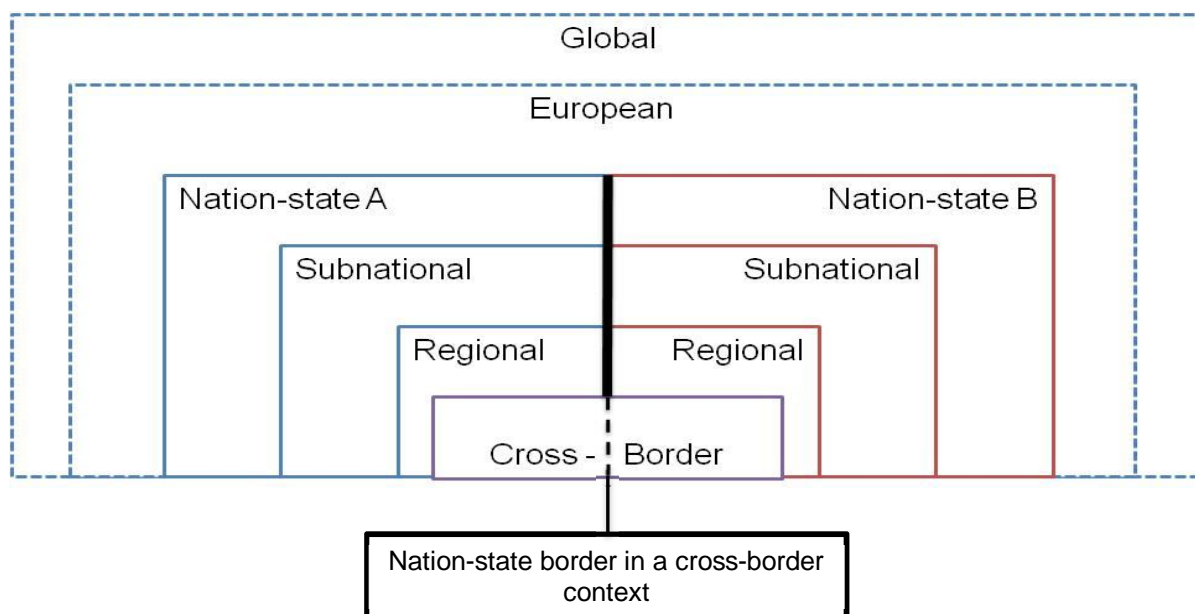 Global
European
Nation-state A
Nation-state B
Subnational
Subnational
Regional
Regional
Cross - Border
Nation-state border in a cross-border
context